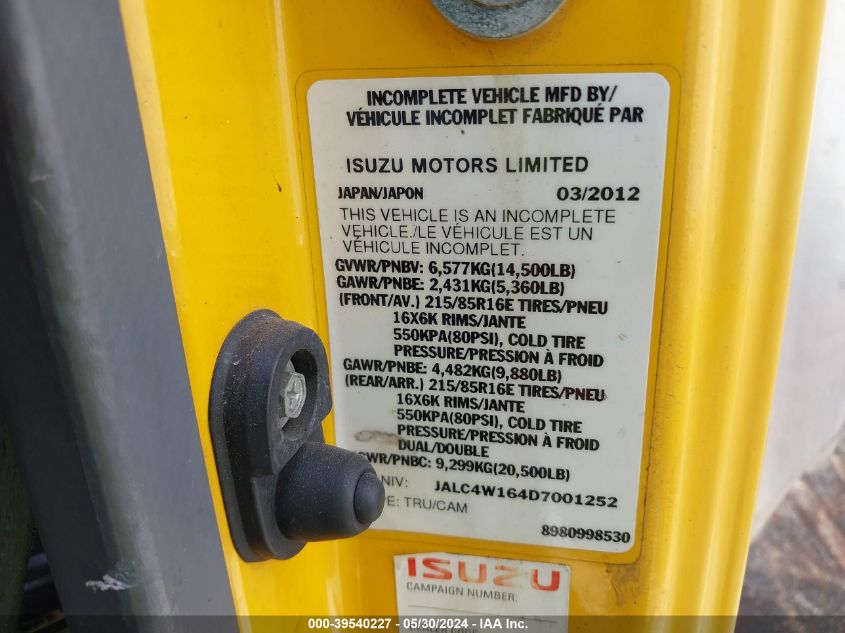 INCOMPLETE VEHICLE MFD BY/
VÉHICULE INCOMPLET FABRIQUÉ PAR
ISUZU MOTORS LIMITED
JAPAN/JAPON 03/2012
THIS VEHICLE IS AN INCOMPLETE
VEHICLE./LE VÉHICULE EST UN
VÉHICULE INCOMPLET.
GVWR/PNBV: 6,577KG(14,500LB)
GAWR/PNBE: 2,431KG(5,360LB)
(FRONT/AV.) 215/85R16E TIRES/PNEU
16X6K RIMS/JANTE
550KPA(80PSI), COLD TIRE
PRESSURE/PRESSION À FROID
GAWR/PNBE: 4,482KG(9,880LB)
(REAR/ARR.) 215/85R16E TIRES/PNEU
16X6K RIMS/JANTE
550KPA(80PSI), COLD TIRE
PRESSURE/PRESSION À FROID
DUAL/DOUBLE
WR/PNBC: 9,299KG(20,500LB)
NIV: JALC4W164D7001252
E: TRU/CAM
8980998530
ISUZU
CAMPAIGN NUMBER:
000-39540227 - 05/30/2024 - IAA, Inc.